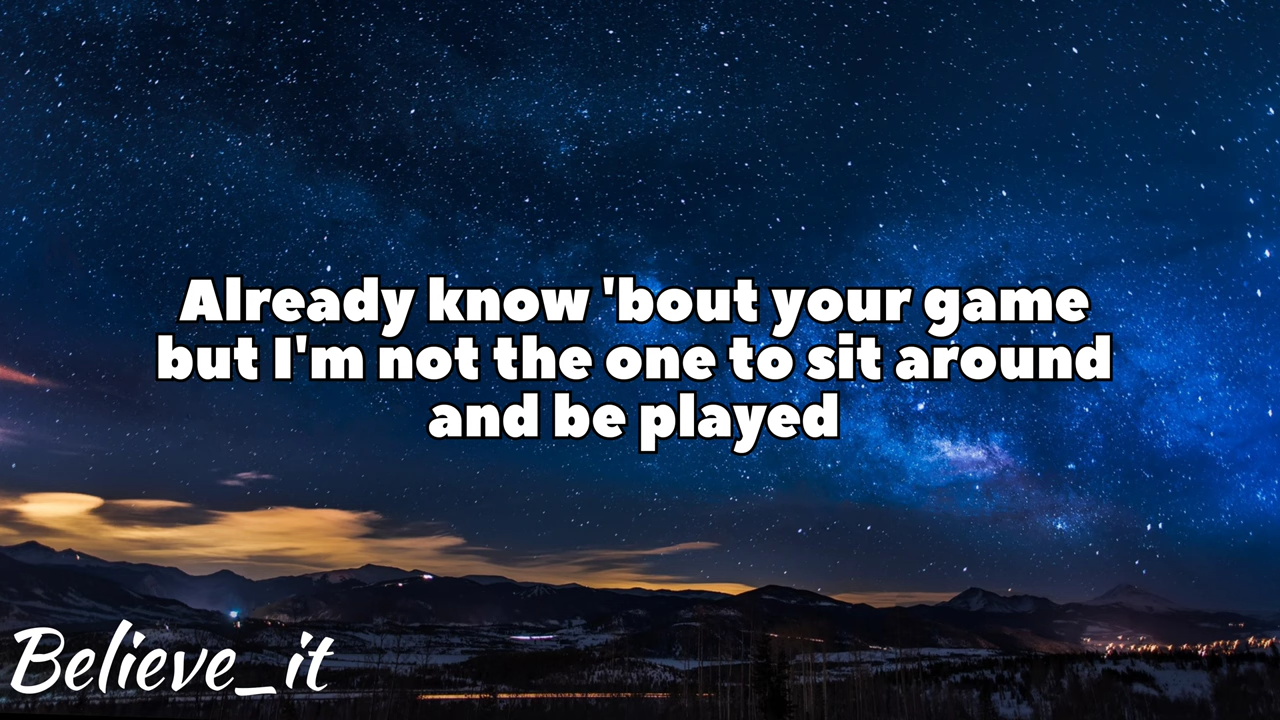 Already know 'bout your game
but I'm not the one to sit around
and be played
Believe_it